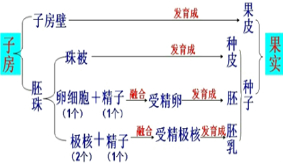 子房壁 发育成 果皮
子房
珠被 发育成 种皮
胚珠
卵细胞＋精子 融合 受精卵 发育成 胚
(1个) (1个)
极核＋精子 融合 受精极核 发育成 胚乳
(2个) (1个)
种子
果实